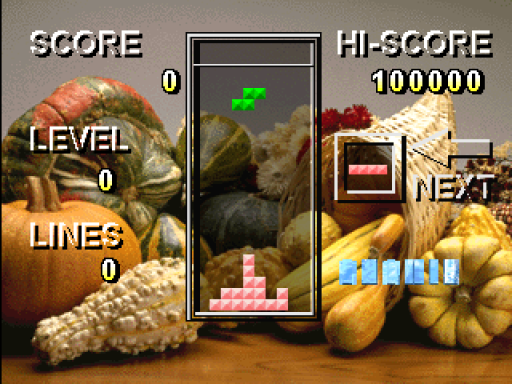 SCORE
0
HI-SCORE
100000
LEVEL
0
NEXT
LINES
0